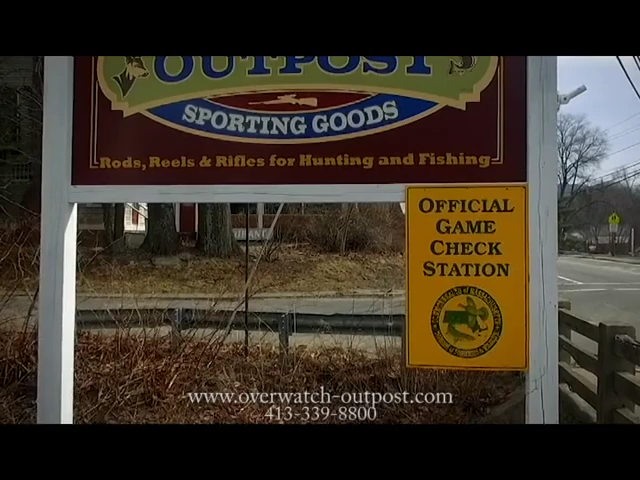 OUTPOST
SPORTING GOODS
Rods, Reels & Rifles for Hunting and Fishing
OFFICIAL
GAME
CHECK
STATION
www.overwatch-outpost.com
413-339-8800